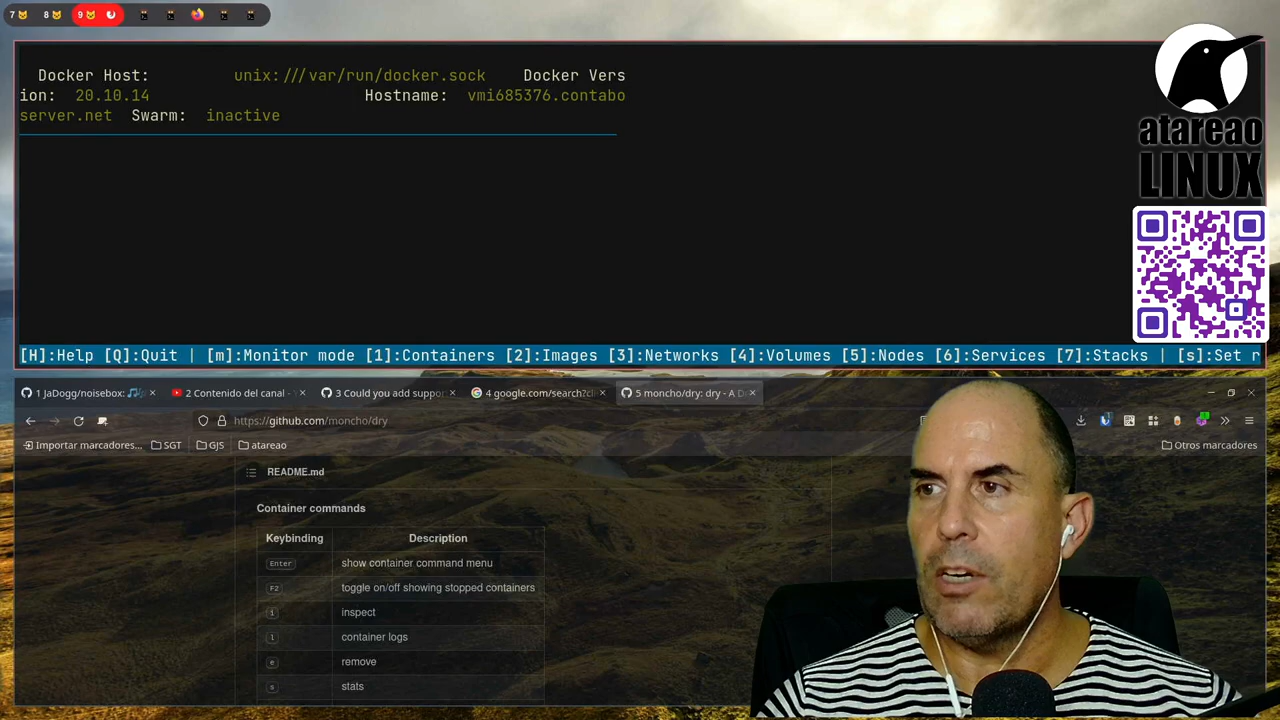 7 8 9
Docker Host: unix:///var/run/docker.sock Docker Vers
ion: 20.10.14 Hostname: vmi685376.contabo
server.net Swarm: inactive
[H]:Help [Q]:Quit | [m]:Monitor mode [1]:Containers [2]:Images [3]:Networks [4]:Volumes [5]:Nodes [6]:Services [7]:Stacks | [s]:Set r
atareao
LINUX
1 JaDogg/noisebox: 2 Contenido del canal - 3 Could you add suppor 4 google.com/search?cli 5 moncho/dry: dry - A D
https://github.com/moncho/dry
Importar marcadores... SGT GJS atareao Otros marcadores
README.md
Container commands
Keybinding Description
Enter show container command menu
F2 toggle on/off showing stopped containers
i inspect
l container logs
e remove
s stats